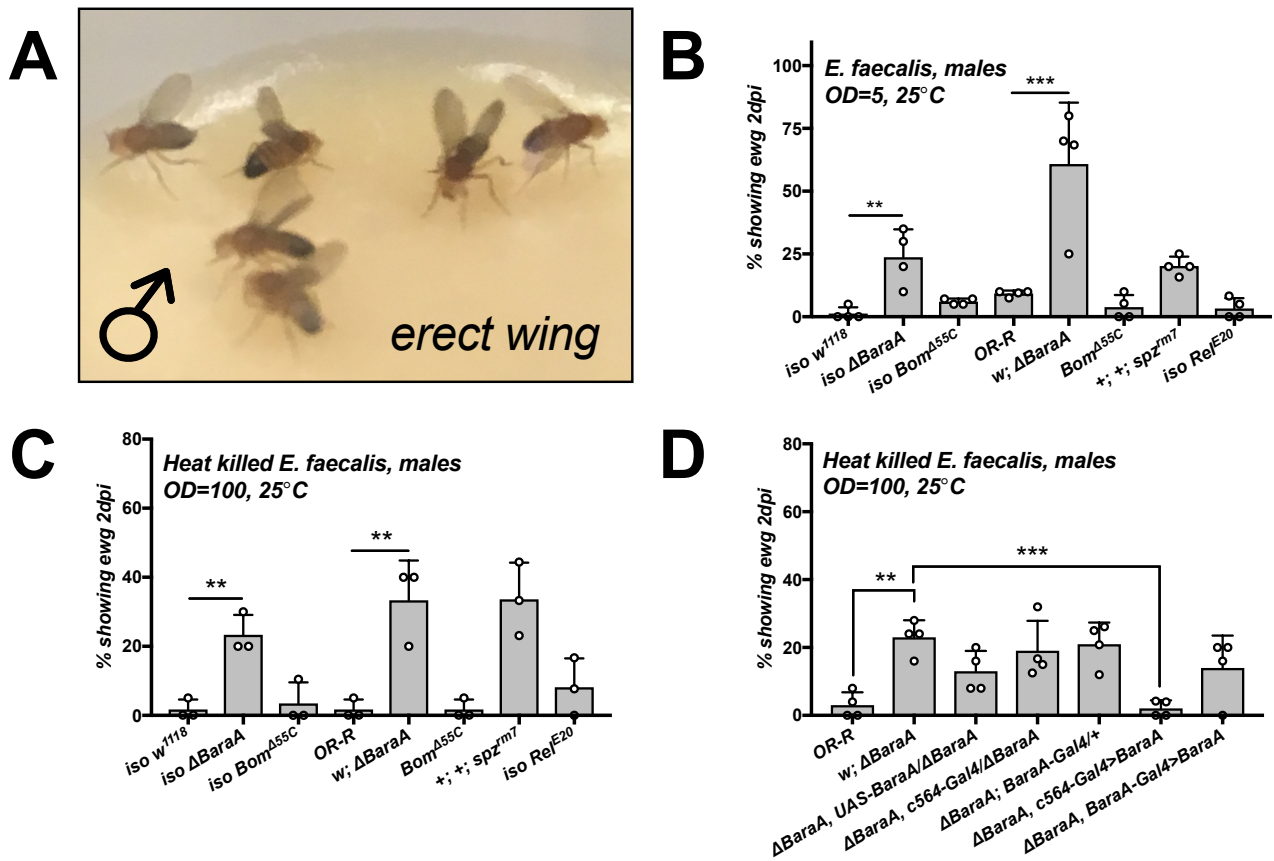 A
erect wing
B
E. faecalis, males
OD=5, 25°C
% showing ewg 2dpi
100
75
50
25
0
**
***
iso w1118
iso ΔBaraA
iso BomΔ55C
OR-R
w; ΔBaraA
BomΔ55C
+; +; spzrm7
iso RelE20
C
Heat killed E. faecalis, males
OD=100, 25°C
% showing ewg 2dpi
80
60
40
20
0
**
**
iso w1118
iso ΔBaraA
iso BomΔ55C
OR-R
w; ΔBaraA
BomΔ55C
+; +; spzrm7
iso RelE20
D
Heat killed E. faecalis, males
OD=100, 25°C
% showing ewg 2dpi
80
60
40
20
0
**
***
OR-R
w; ΔBaraA
ΔBaraA, UAS-BaraA/ΔBaraA
ΔBaraA, c564-Gal4/ΔBaraA
ΔBaraA; BaraA-Gal4/+
ΔBaraA, c564-Gal4>BaraA
ΔBaraA, BaraA-Gal4>BaraA